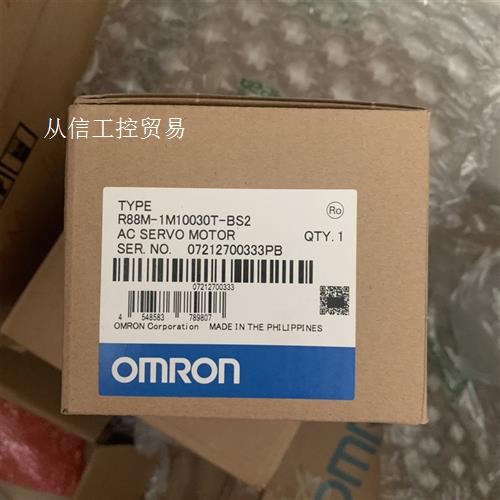 从信工控贸易
TYPE
R88M-1M10030T-BS2
AC SERVO MOTOR
SER. NO. 07212700333PB
Ro
QTY. 1
07212700333
4 548583 789807
OMRON Corporation MADE IN THE PHILIPPINES
OMRON